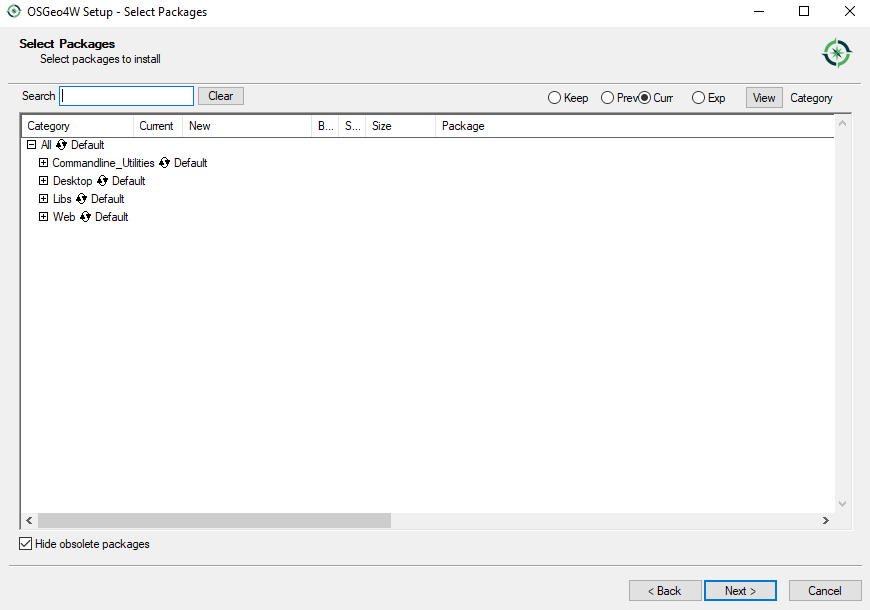 OSGeo4W Setup - Select Packages
Select Packages
Select packages to install
Search Clear Keep Prev Curr Exp View Category
Category Current New B... S... Size Package
All Default
Commandline_Utilities Default
Desktop Default
Libs Default
Web Default
Hide obsolete packages
< Back Next > Cancel